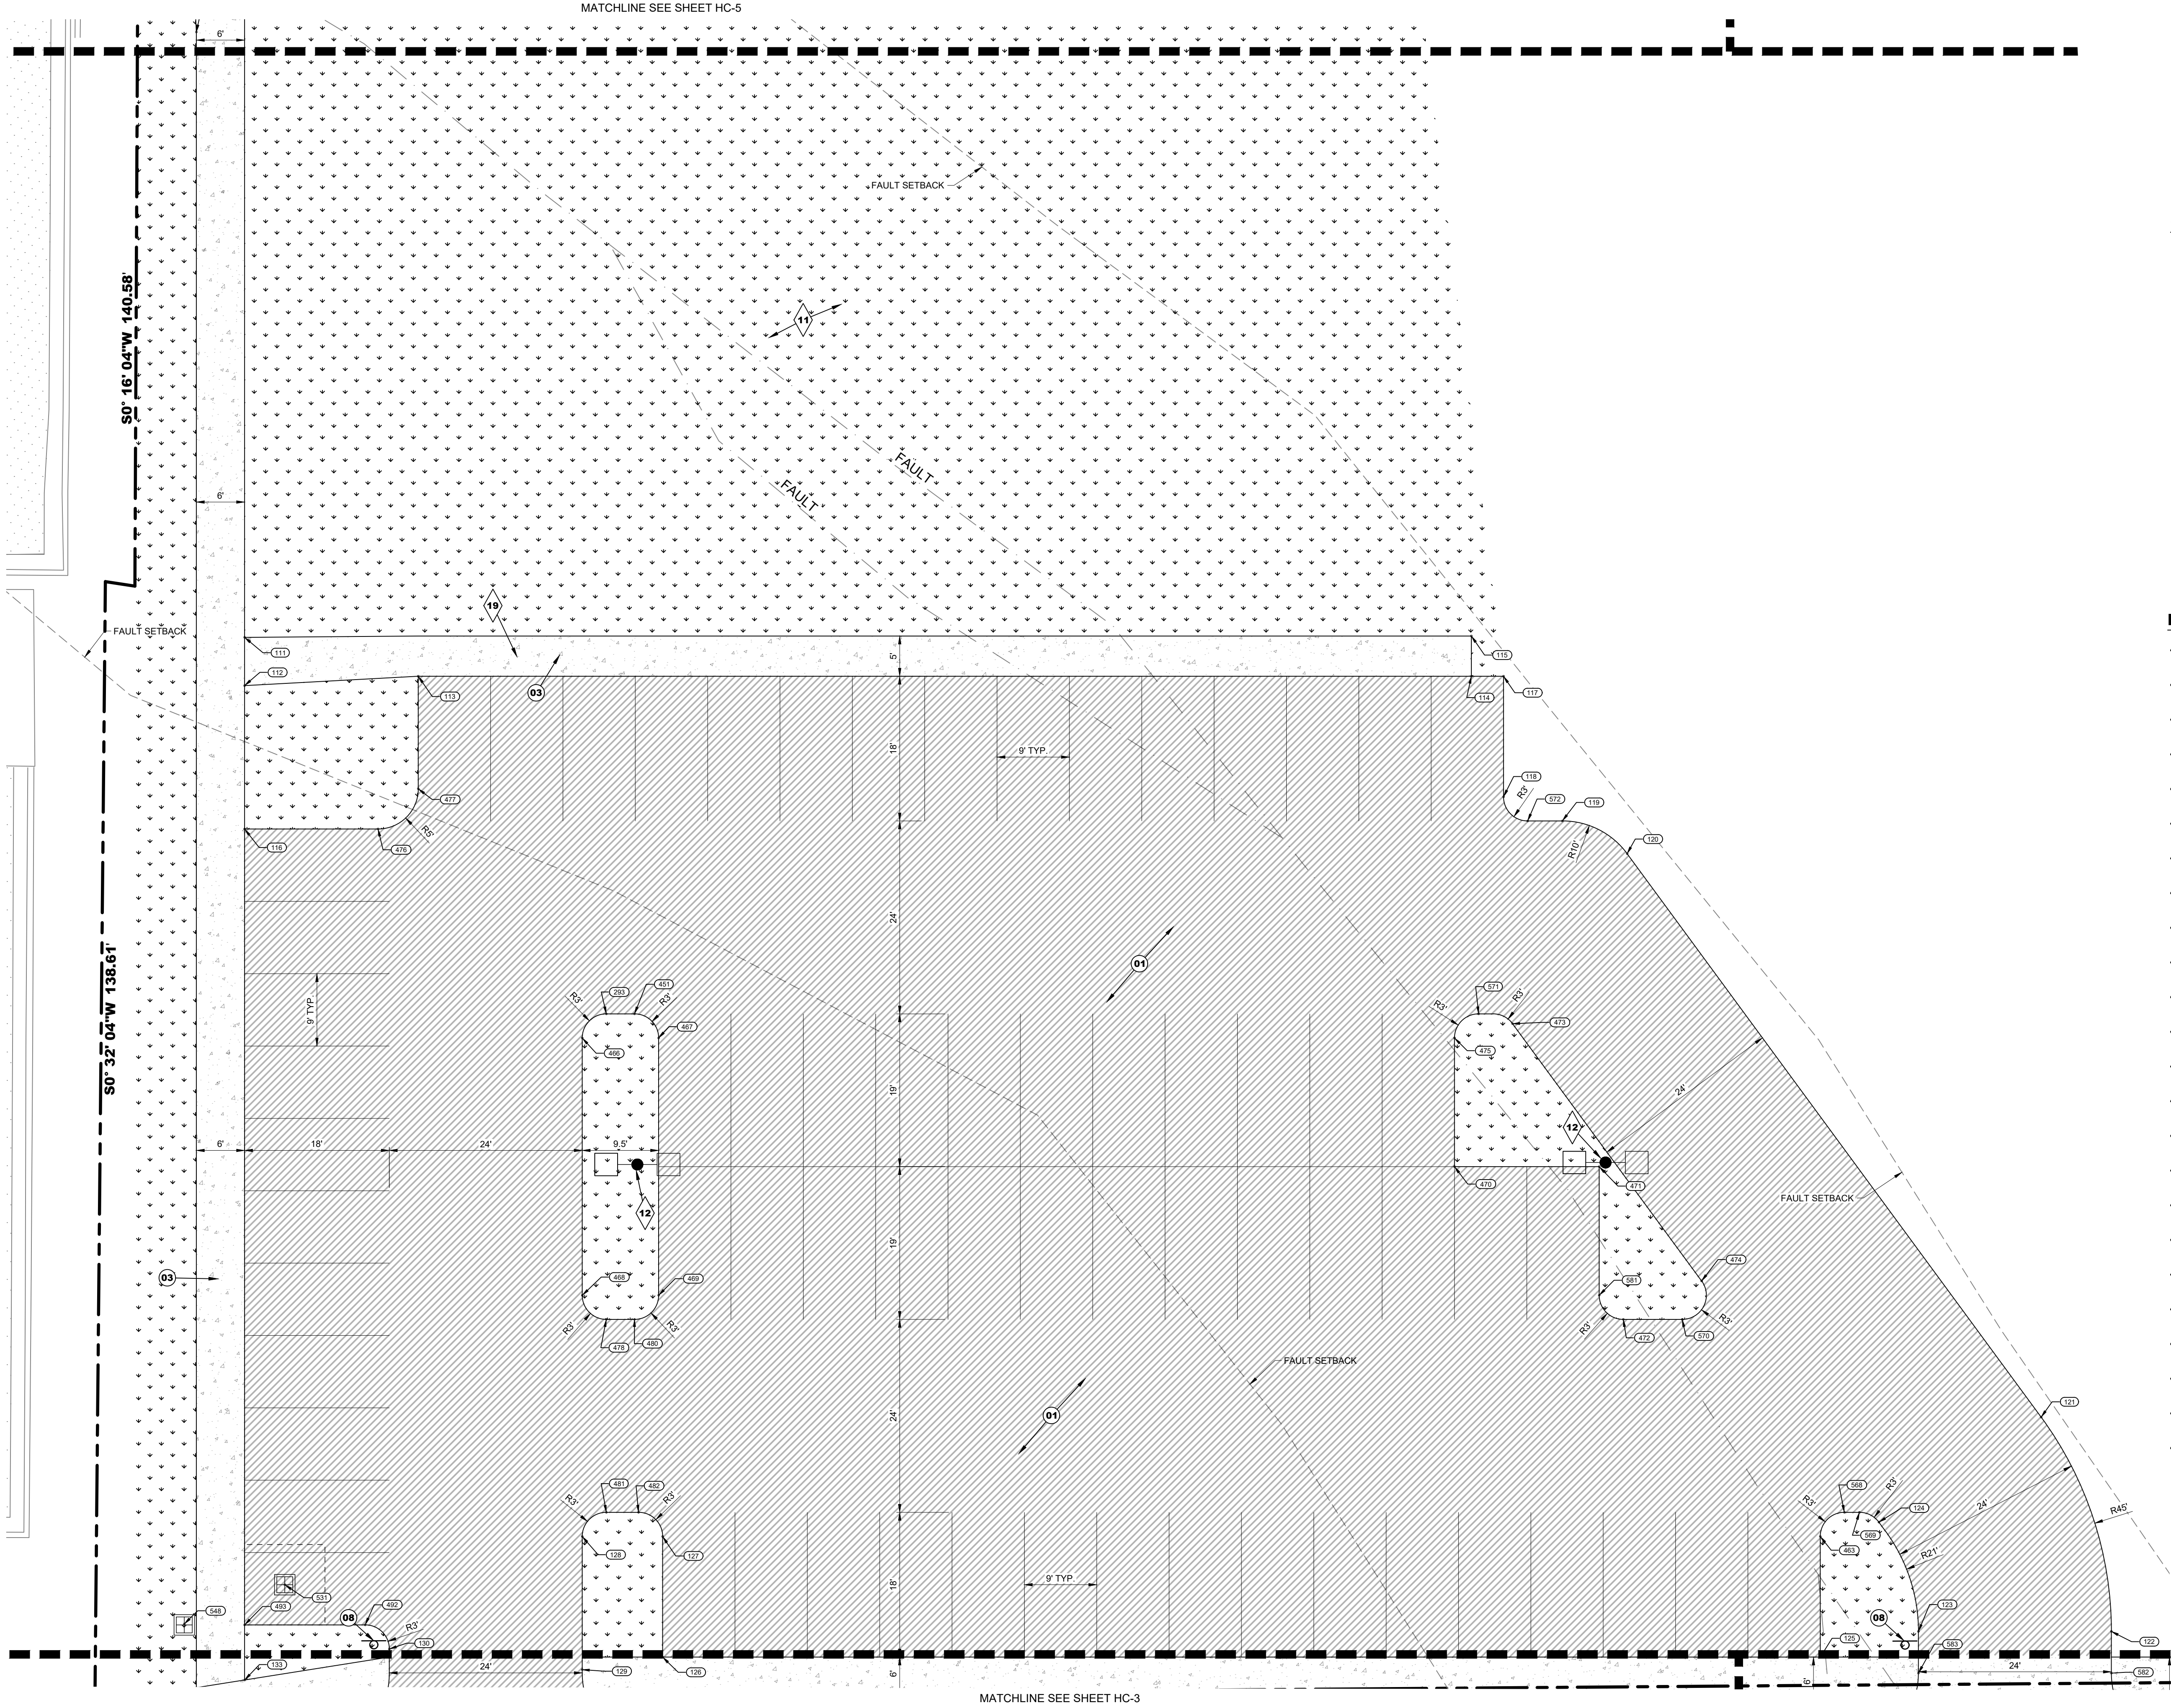 MATCHLINE SEE SHEET HC-5
6'
FAULT SETBACK
11
S0° 16' 04"W 140.58'
FAULT
FAULT
6'
19
FAULT SETBACK
111
5'
115
112
03
113
114
117
18'
9' TYP.
118
R3'
477
572
119
R5'
116
476
R10'
120
24'
01
S0° 32' 04"W 138.61'
9' TYP.
R3'
293
451
R3'
467
466
571
R3'
R3'
473
475
19'
24'
12
6'
18'
24'
9.5'
12
470
471
FAULT SETBACK
19'
03
468
469
581
474
R3'
R3'
478
480
R3'
472
570
R3'
FAULT SETBACK
24'
01
121
481
482
R3'
R3'
128
127
568
R3'
R3'
124
569
463
24'
R45'
R21'
9' TYP.
18'
531
493
492
548
08
R3'
130
08
123
125
583
122
133
24'
129
126
6'
6'
24'
582
MATCHLINE SEE SHEET HC-3